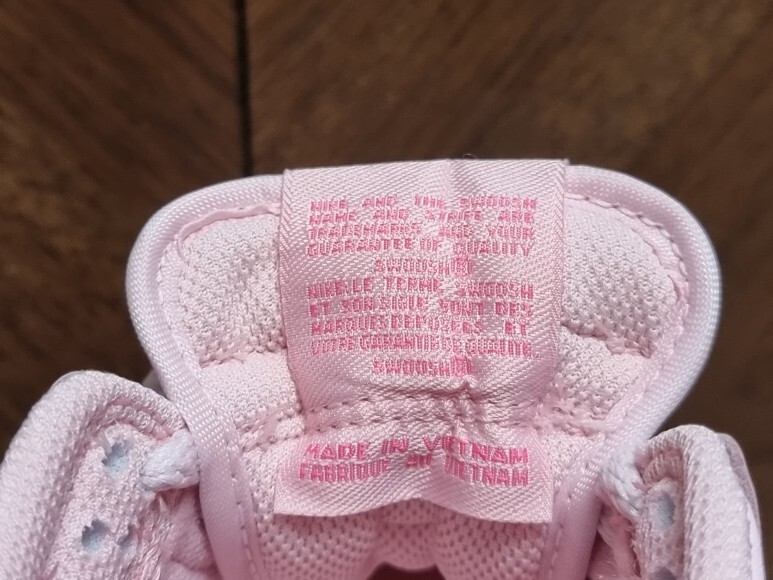 NIKE AND THE SWOOSH
NAME AND STRIPE ARE
TRADEMARKS AND YOUR
GUARANTEE OF QUALITY
SWOOSH®
NIKE,LE TERME SWOOSH
ET SON SIGLE SONT DES
MARQUES DEPOSEES ET
VOTRE GARANTIE DE QUALITE.
SWOOSH®
MADE IN VIETNAM
FABRIQUE AU VIETNAM